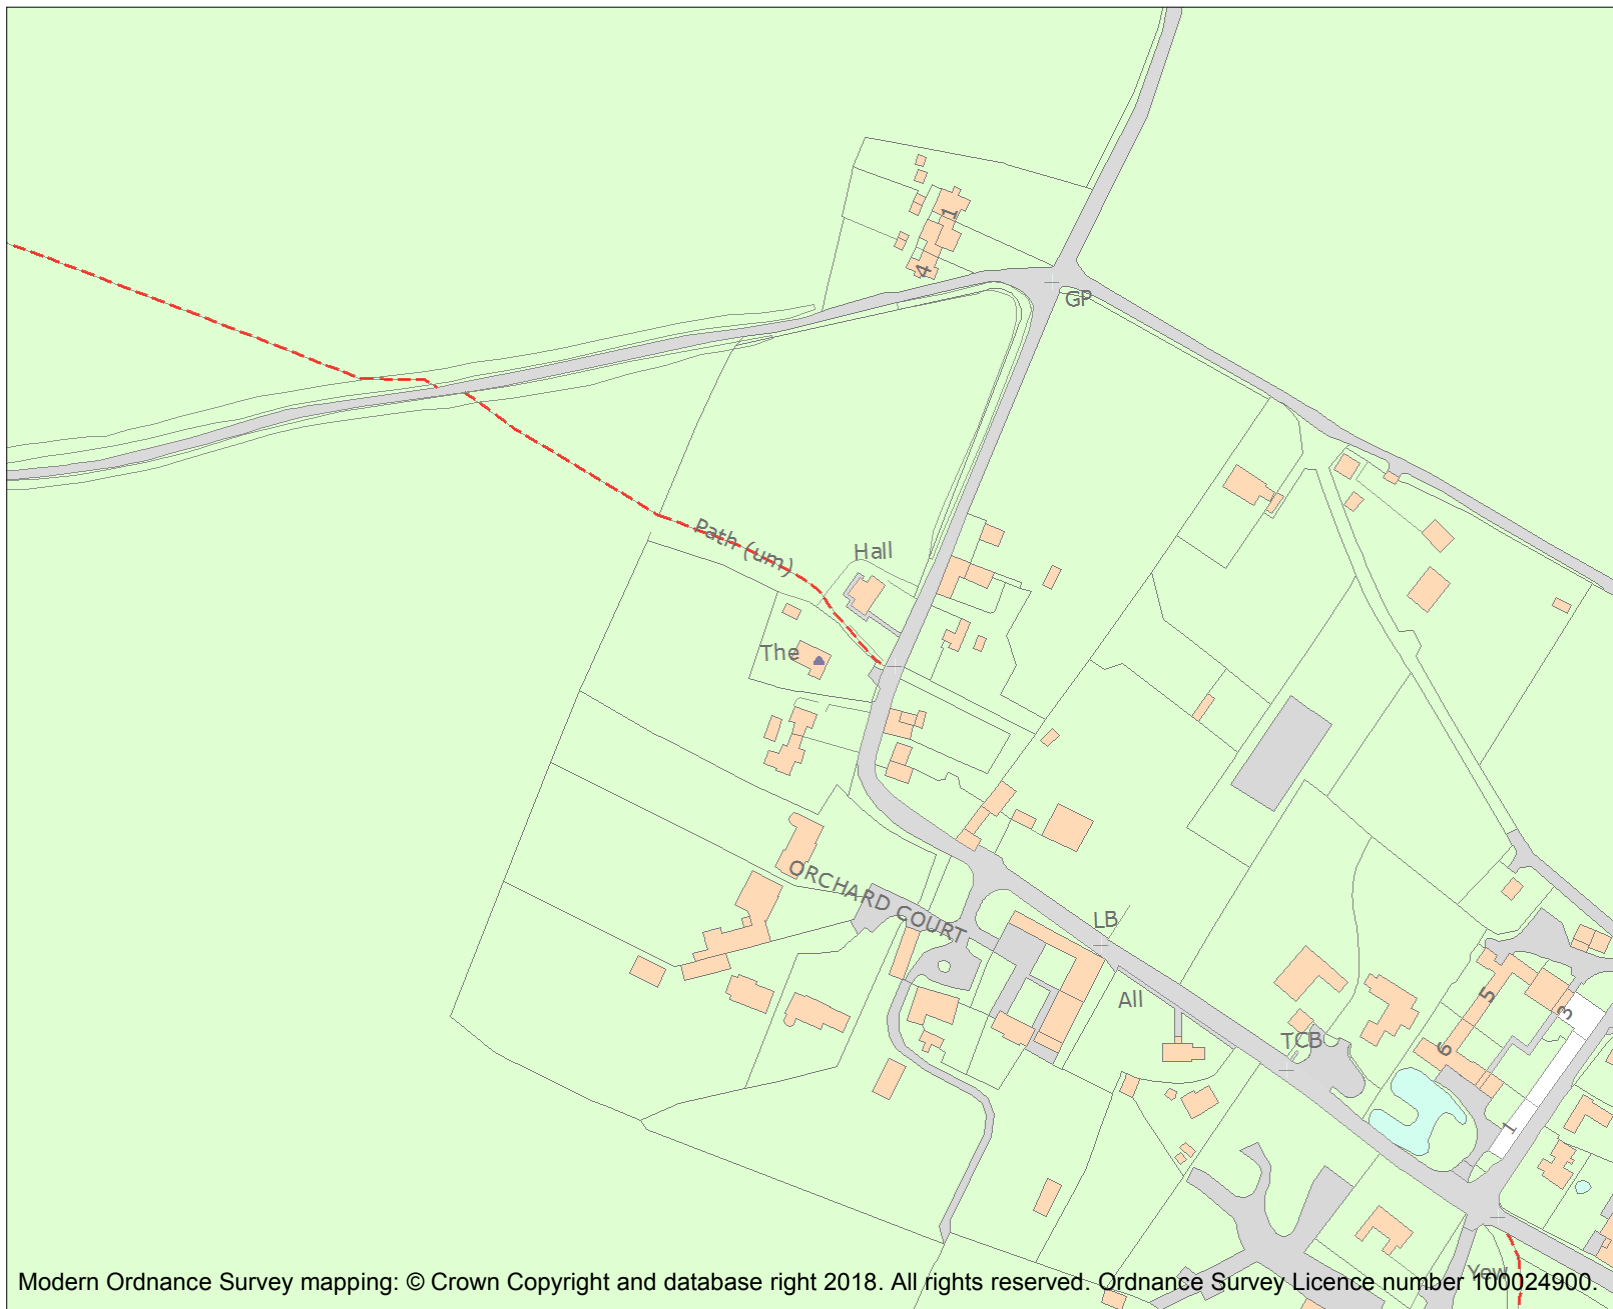 1
4
GP
Path (um)
Hall
The
ORCHARD COURT
LB
All
TCB
5
3
6
1
Yew
Modern Ordnance Survey mapping: © Crown Copyright and database right 2018. All rights reserved. Ordnance Survey Licence number 100024900.